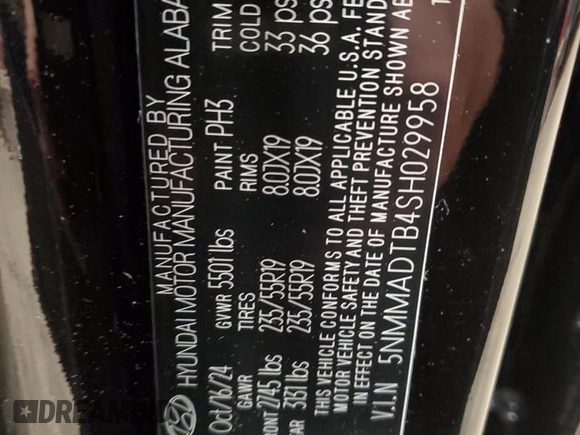 MANUFACTURED BY
HYUNDAI MOTOR MANUFACTURING ALABA
Oct/16/24 GVWR 5501 lbs PAINT PH3 TRIM
GAWR TIRES RIMS COLD
RONT 2745 lbs 235/55R19 8.0JX19 33 ps
EAR 3131 lbs 235/55R19 8.0JX19 36 ps
THIS VEHICLE CONFORMS TO ALL APPLICABLE U.S.A. FE
MOTOR VEHICLE SAFETY AND THEFT PREVENTION STAND
IN EFFECT ON THE DATE OF MANUFACTURE SHOWN AB
V.I.N 5NMMADTB4SH029958
DREAMBID